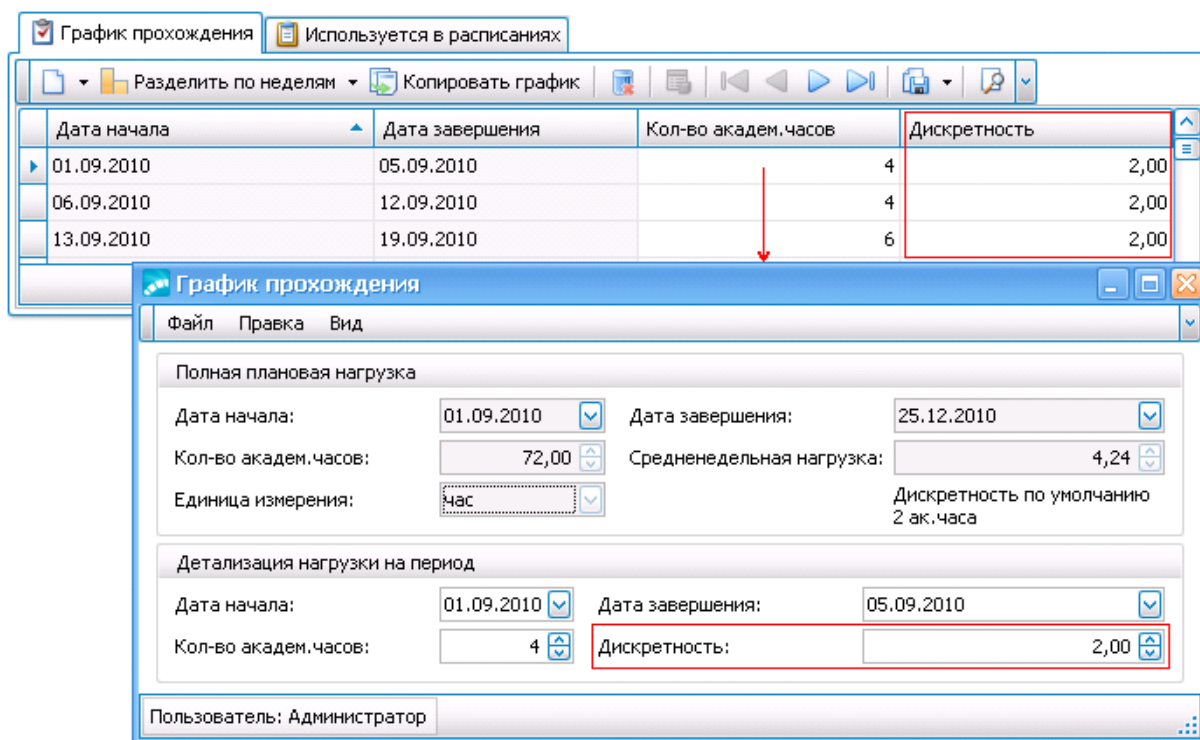 График прохождения Используется в расписаниях
Разделить по неделям Копировать график
Дата начала Дата завершения Кол-во академ.часов Дискретность
01.09.2010 05.09.2010 4 2,00
06.09.2010 12.09.2010 4 2,00
13.09.2010 19.09.2010 6 2,00
График прохождения
Файл Правка Вид
Полная плановая нагрузка
Дата начала: 01.09.2010 Дата завершения: 25.12.2010
Кол-во академ.часов: 72,00 Средненедельная нагрузка: 4,24
Единица измерения: час Дискретность по умолчанию
2 ак.часа
Детализация нагрузки на период
Дата начала: 01.09.2010 Дата завершения: 05.09.2010
Кол-во академ.часов: 4 Дискретность: 2,00
Пользователь: Администратор